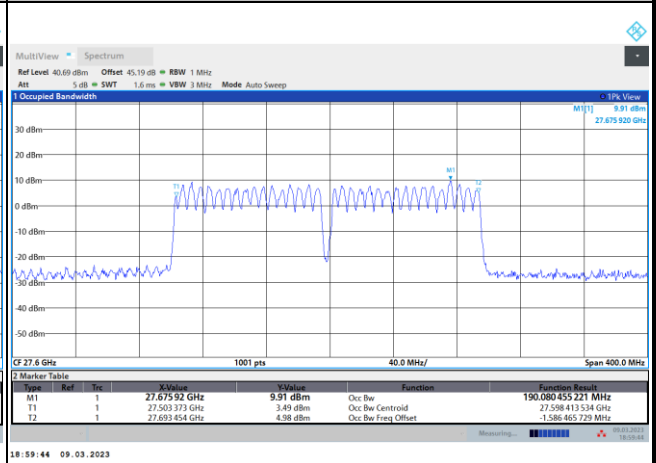 MultiView Spectrum
Ref Level 40.69 dBm Offset 45.19 dB RBW 1 MHz
Att 5 dB SWT 1.6 ms VBW 3 MHz Mode Auto Sweep
1 Occupied Bandwidth 1Pk View
M1[1] 9.91 dBm
27.675 920 GHz
30 dBm
20 dBm
M1
10 dBm
T1
T2
0 dBm
-10 dBm
-20 dBm
-30 dBm
-40 dBm
-50 dBm
CF 27.6 GHz 1001 pts 40.0 MHz/ Span 400.0 MHz
2 Marker Table
Type Ref Trc X-Value Y-Value Function Function Result
M1 1 27.675 92 GHz 9.91 dBm Occ Bw 190.080 455 221 MHz
T1 1 27.503 373 GHz 3.49 dBm Occ Bw Centroid 27.598 413 534 GHz
T2 1 27.693 454 GHz 4.98 dBm Occ Bw Freq Offset -1.586 465 729 MHz
Measuring... 09.03.2023
18:59:44
18:59:44 09.03.2023